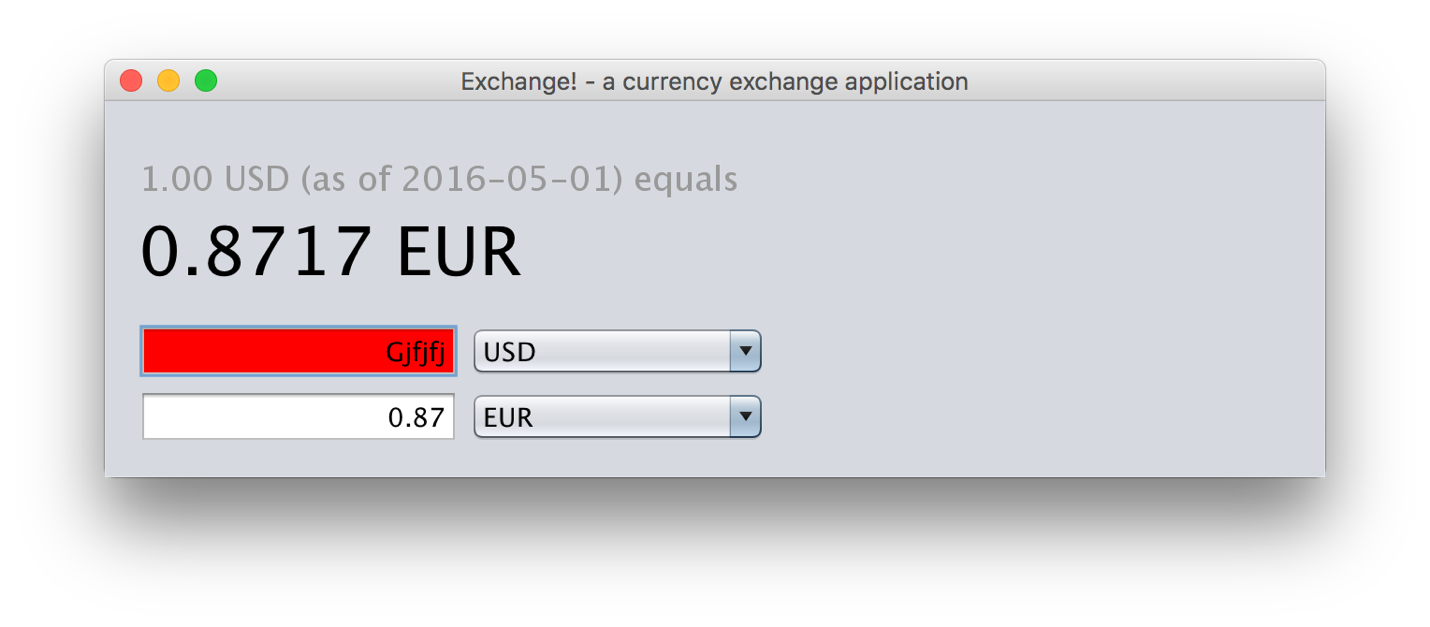 Exchange! - a currency exchange application
1.00 USD (as of 2016-05-01) equals
0.8717 EUR
Gjfjfj USD
0.87 EUR